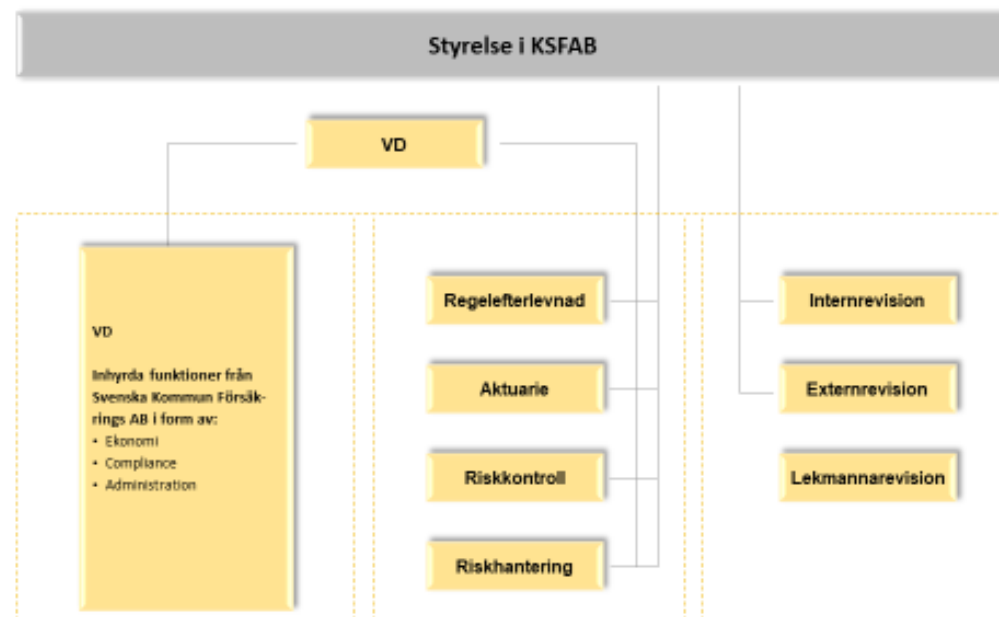 Styrelse i KSFAB
VD
VD
Inhyrda funktioner från
Svenska Kommun Försäk-
rings AB i form av:
• Ekonomi
• Compliance
• Administration
Regelefterlevnad
Aktuarie
Riskkontroll
Riskhantering
Internrevision
Externrevision
Lekmannarevision